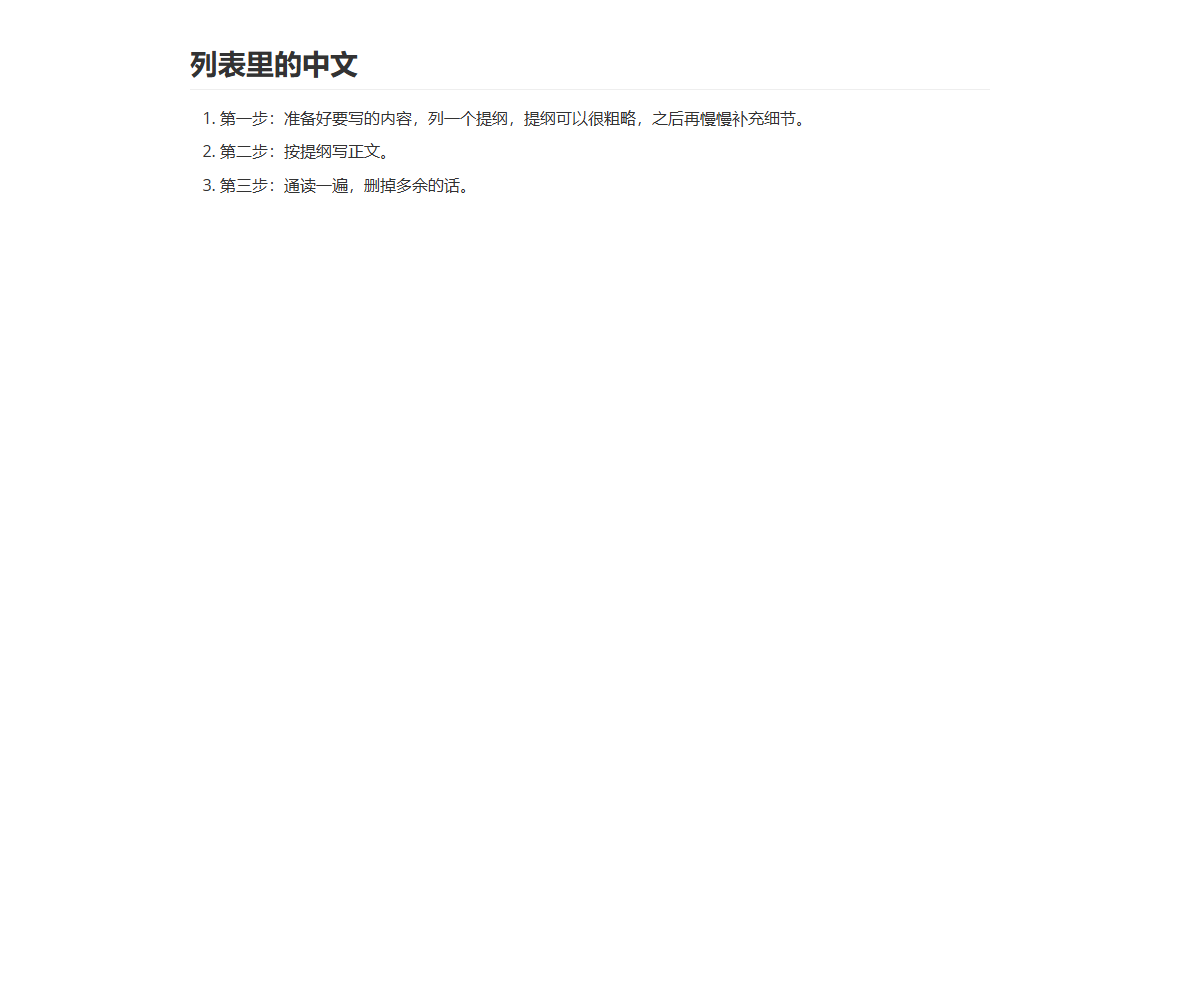 列表里的中文
1. 第一步：准备好要写的内容，列一个提纲，提纲可以很粗略，之后再慢慢补充细节。
2. 第二步：按提纲写正文。
3. 第三步：通读一遍，删掉多余的话。